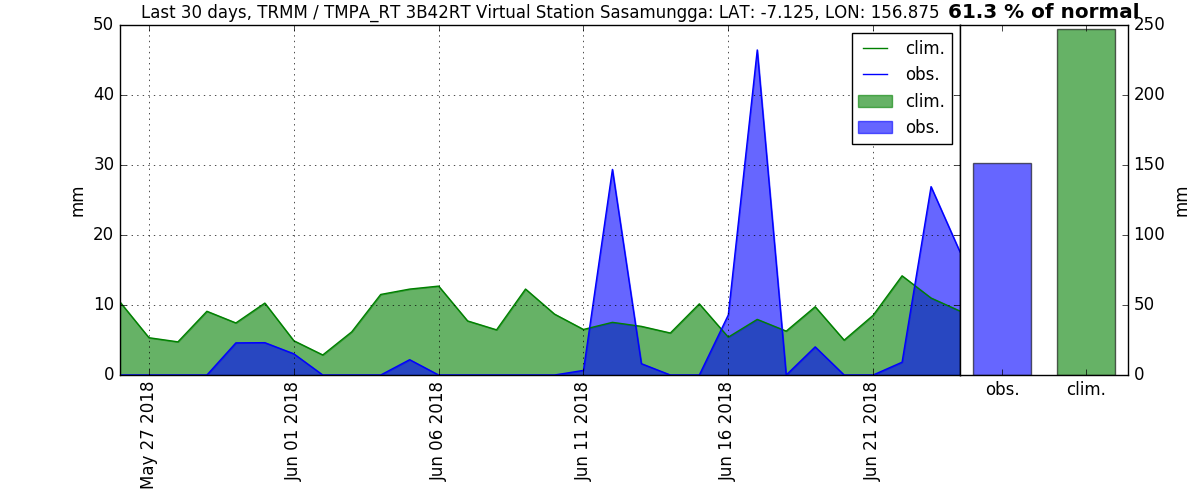 Last 30 days, TRMM / TMPA_RT 3B42RT Virtual Station Sasamungga: LAT: -7.125, LON: 156.875 61.3 % of normal
50
40
30
20
10
0
mm
clim.
obs.
clim.
obs.
250
200
150
100
50
0
mm
May 27 2018
Jun 01 2018
Jun 06 2018
Jun 11 2018
Jun 16 2018
Jun 21 2018
obs.
clim.